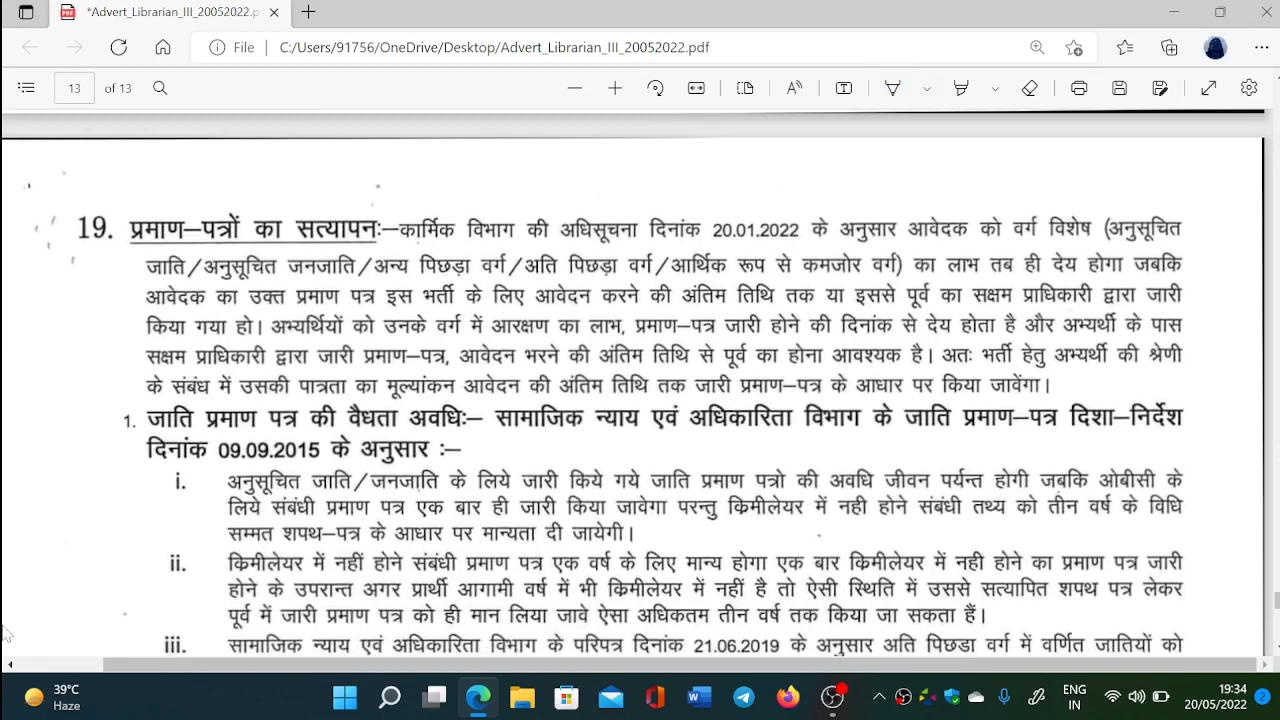 *Advert_Librarian_III_20052022.p
File
C:/Users/91756/OneDrive/Desktop/Advert_Librarian_III_20052022.pdf
13 of 13
19. प्रमाण–पत्रों का सत्यापनः–कार्मिक विभाग की अधिसूचना दिनांक 20.01.2022 के अनुसार आवेदक को वर्ग विशेष (अनुसूचित
जाति/अनुसूचित जनजाति/अन्य पिछड़ा वर्ग/अति पिछड़ा वर्ग/आर्थिक रूप से कमजोर वर्ग) का लाभ तब ही देय होगा जबकि
आवेदक का उक्त प्रमाण पत्र इस भर्ती के लिए आवेदन करने की अंतिम तिथि तक या इससे पूर्व का सक्षम प्राधिकारी द्वारा जारी
किया गया हो। अभ्यर्थियों को उनके वर्ग में आरक्षण का लाभ, प्रमाण–पत्र जारी होने की दिनांक से देय होता है और अभ्यर्थी के पास
सक्षम प्राधिकारी द्वारा जारी प्रमाण–पत्र, आवेदन भरने की अंतिम तिथि से पूर्व का होना आवश्यक है। अतः भर्ती हेतु अभ्यर्थी की श्रेणी
के संबंध में उसकी पात्रता का मूल्यांकन आवेदन की अंतिम तिथि तक जारी प्रमाण–पत्र के आधार पर किया जावेंगा।
1. जाति प्रमाण पत्र की वैधता अवधिः– सामाजिक न्याय एवं अधिकारिता विभाग के जाति प्रमाण–पत्र दिशा–निर्देश
दिनांक 09.09.2015 के अनुसार :–
i. अनुसूचित जाति/जनजाति के लिये जारी किये गये जाति प्रमाण पत्रो की अवधि जीवन पर्यन्त होगी जबकि ओबीसी के
लिये संबंधी प्रमाण पत्र एक बार ही जारी किया जावेगा परन्तु क्रिमीलेयर में नही होने संबंधी तथ्य को तीन वर्ष के विधि
सम्मत शपथ–पत्र के आधार पर मान्यता दी जायेगी।
ii. क्रिमीलेयर में नहीं होने संबंधी प्रमाण पत्र एक वर्ष के लिए मान्य होगा एक बार क्रिमीलेयर में नही होने का प्रमाण पत्र जारी
होने के उपरान्त अगर प्रार्थी आगामी वर्ष में भी क्रिमीलेयर में नहीं है तो ऐसी स्थिति में उससे सत्यापित शपथ पत्र लेकर
पूर्व में जारी प्रमाण पत्र को ही मान लिया जावे ऐसा अधिकतम तीन वर्ष तक किया जा सकता हैं।
iii. सामाजिक न्याय एवं अधिकारिता विभाग के परिपत्र दिनांक 21.06.2019 के अनुसार अति पिछडा वर्ग में वर्णित जातियों को
39°C
Haze
ENG
IN
19:34
20/05/2022
2